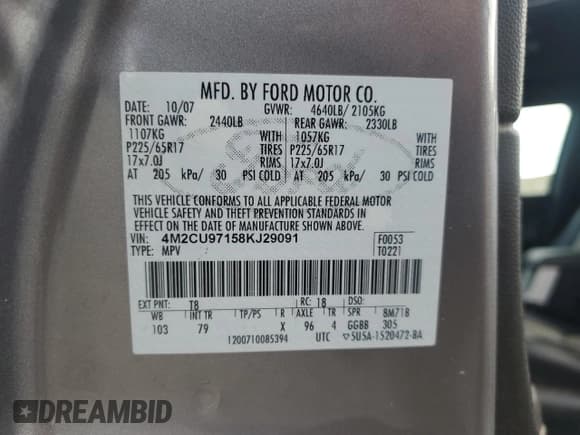 MFD. BY FORD MOTOR CO.
DATE: 10/07 GVWR: 4640LB/ 2105KG
FRONT GAWR: 2440LB REAR GAWR: 2330LB
1107KG WITH 1057KG WITH
P225/65R17 TIRES P225/65R17 TIRES
17x7.0J RIMS 17x7.0J RIMS
AT 205 kPa/ 30 PSI COLD AT 205 kPa/ 30 PSI COLD
THIS VEHICLE CONFORMS TO ALL APPLICABLE FEDERAL MOTOR
VEHICLE SAFETY AND THEFT PREVENTION STANDARDS IN
EFFECT ON THE DATE OF MANUFACTURE SHOWN ABOVE.
VIN: 4M2CU97158KJ29091 F0053
TYPE: MPV T0221
EXT PNT: T8 RC: 18 DSO:
WB INT TR TP/PS R AXLE TR SPR BM71B
103 79 X 96 4 GGBB 305
1200710085394 UTC ▽5U5A-1520472-BA
DREAMBID